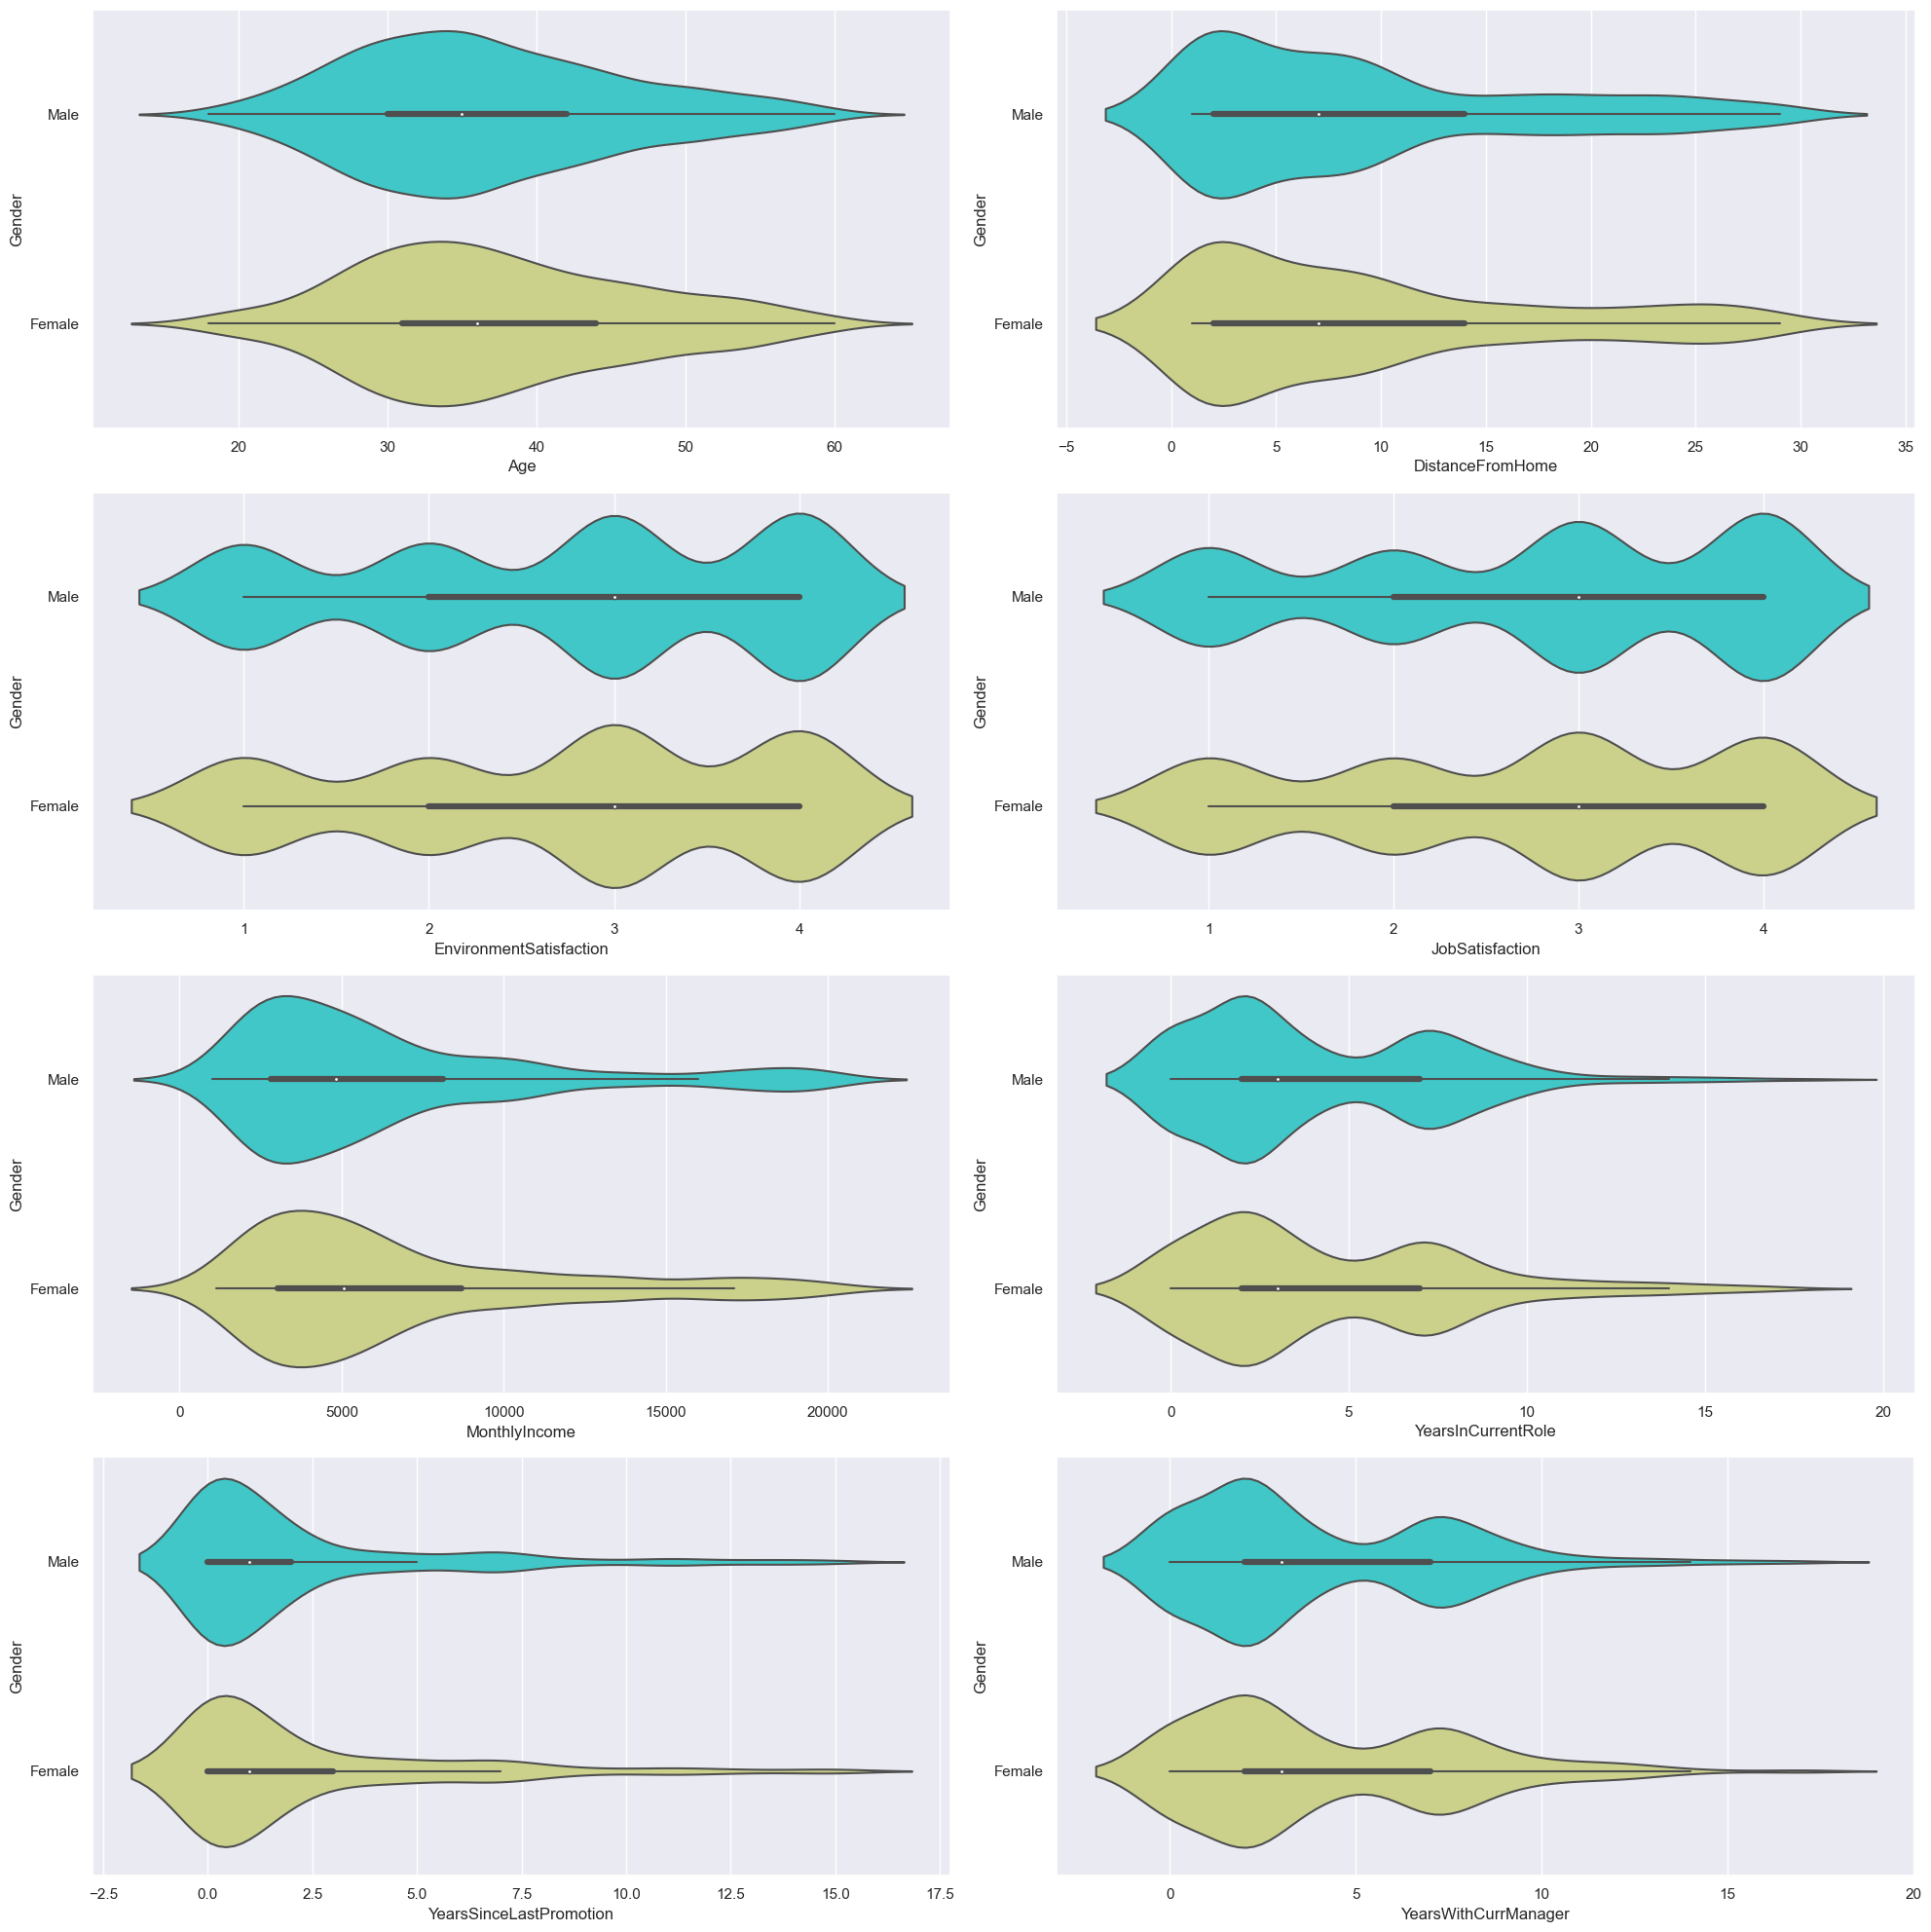 Gender
Male
Female
20 30 40 50 60
Age
Gender
Male
Female
−5 0 5 10 15 20 25 30 35
DistanceFromHome
Gender
Male
Female
1 2 3 4
EnvironmentSatisfaction
Gender
Male
Female
1 2 3 4
JobSatisfaction
Gender
Male
Female
0 5000 10000 15000 20000
MonthlyIncome
Gender
Male
Female
0 5 10 15 20
YearsInCurrentRole
Gender
Male
Female
−2.5 0.0 2.5 5.0 7.5 10.0 12.5 15.0 17.5
YearsSinceLastPromotion
Gender
Male
Female
0 5 10 15 20
YearsWithCurrManager